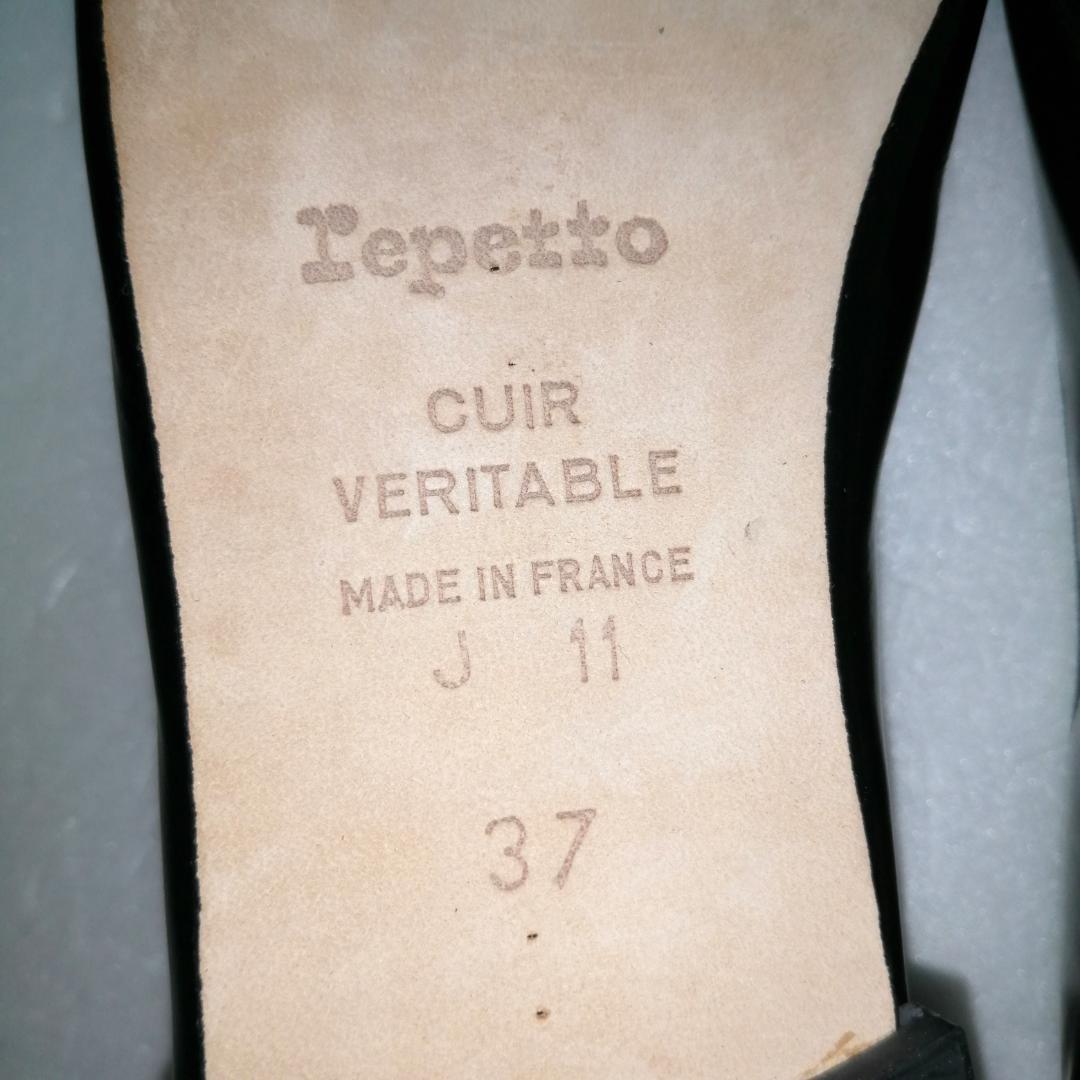 repetto
CUIR
VERITABLE
MADE IN FRANCE
J 11
37